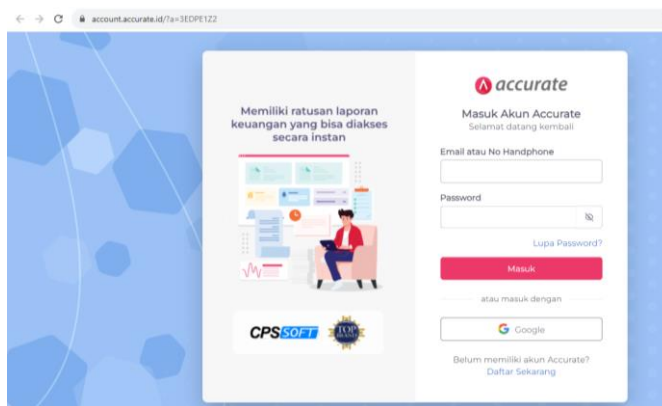 account.accurate.id/?a=3EDPE1Z2
Memiliki ratusan laporan
keuangan yang bisa diakses
secara instan
CPSSOFT
TOP
BRAND
accurate
Masuk Akun Accurate
Selamat datang kembali
Email atau No Handphone
Password
Lupa Password?
Masuk
atau masuk dengan
Google
Belum memiliki akun Accurate?
Daftar Sekarang